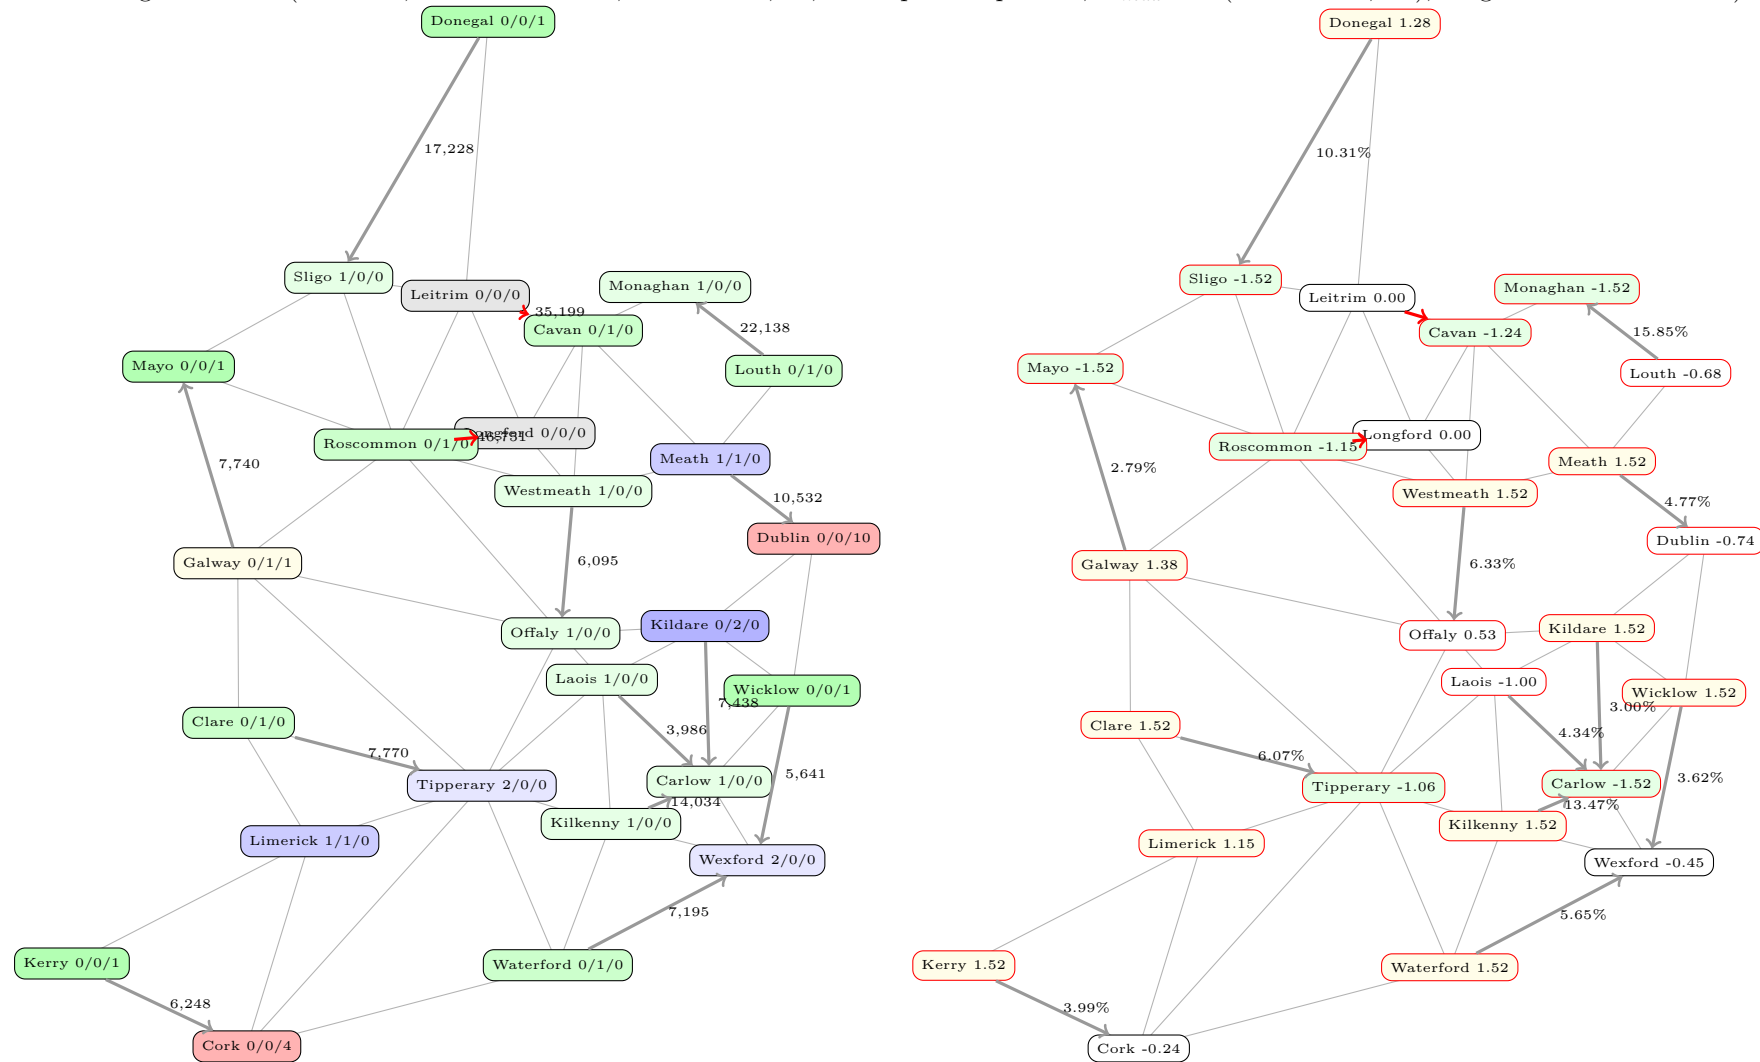 Donegal 0/0/1
17,228
Sligo 1/0/0
Leitrim 0/0/0
Monaghan 1/0/0
35,199
Cavan 0/1/0
22,138
Mayo 0/0/1
Louth 0/1/0
Roscommon 0/1/0
46,731
Longford 0/0/0
Meath 1/1/0
7,740
Westmeath 1/0/0
10,532
Dublin 0/0/10
Galway 0/1/1
6,095
Offaly 1/0/0
Kildare 0/2/0
Laois 1/0/0
Wicklow 0/0/1
7,438
Clare 0/1/0
3,986
7,770
Tipperary 2/0/0
Carlow 1/0/0
5,641
14,034
Kilkenny 1/0/0
Limerick 1/1/0
Wexford 2/0/0
7,195
Kerry 0/0/1
Waterford 0/1/0
6,248
Cork 0/0/4
Donegal 1.28
10.31%
Sligo -1.52
Leitrim 0.00
Monaghan -1.52
Cavan -1.24
15.85%
Mayo -1.52
Louth -0.68
Roscommon -1.15
Longford 0.00
Meath 1.52
2.79%
Westmeath 1.52
4.77%
Dublin -0.74
Galway 1.38
6.33%
Offaly 0.53
Kildare 1.52
Laois -1.00
Wicklow 1.52
3.00%
Clare 1.52
4.34%
6.07%
Tipperary -1.06
Carlow -1.52
3.62%
13.47%
Kilkenny 1.52
Limerick 1.15
Wexford -0.45
5.65%
Kerry 1.52
Waterford 1.52
3.99%
Cork -0.24